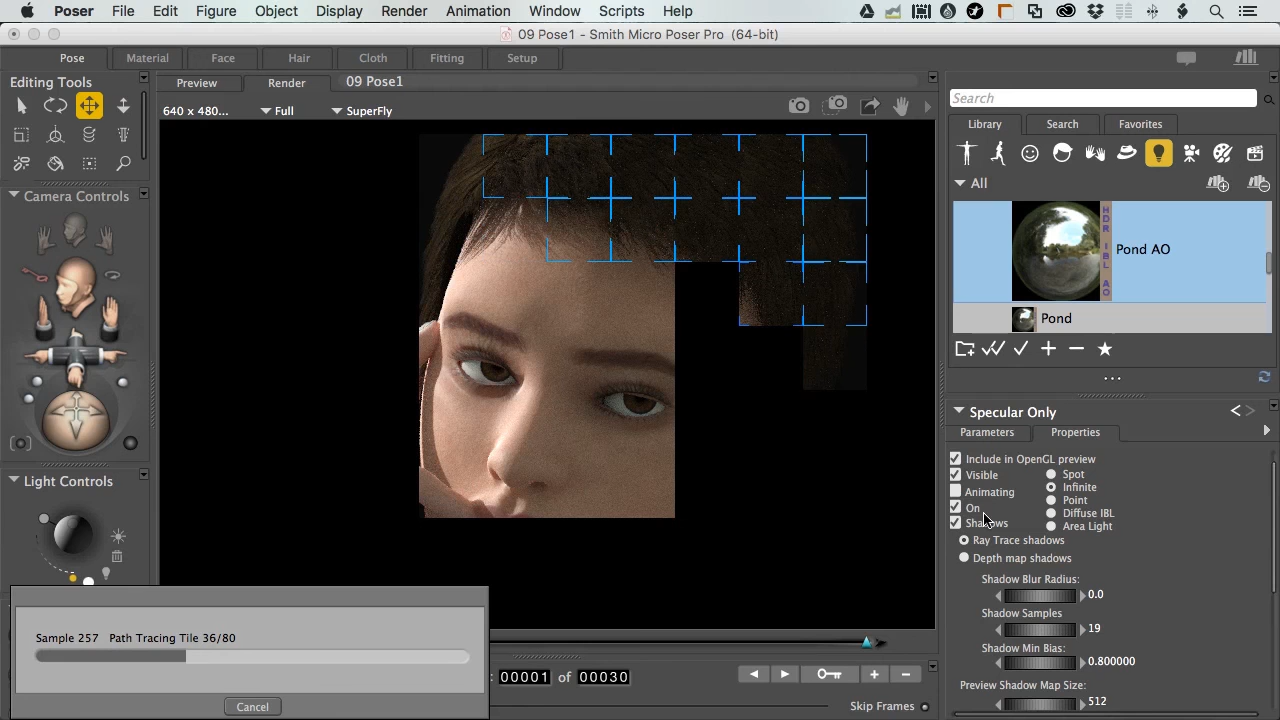 Poser File Edit Figure Object Display Render Animation Window Scripts Help
09 Pose1 - Smith Micro Poser Pro (64-bit)
Pose Material Face Hair Cloth Fitting Setup
Editing Tools
Preview Render 09 Pose1
640 x 480... Full SuperFly
Search
Library Search Favorites
All
Camera Controls
HDR IBL AO
Pond AO
Pond
...
Specular Only
Parameters Properties
Include in OpenGL preview
Visible
Animating
On
Shadows
Spot
Infinite
Point
Diffuse IBL
Area Light
Ray Trace shadows
Depth map shadows
Shadow Blur Radius:
0.0
Shadow Samples
19
Shadow Min Bias:
0.800000
Preview Shadow Map Size:
512
Light Controls
Sample 257 Path Tracing Tile 36/80
Cancel
: 00001 of 00030
Skip Frames